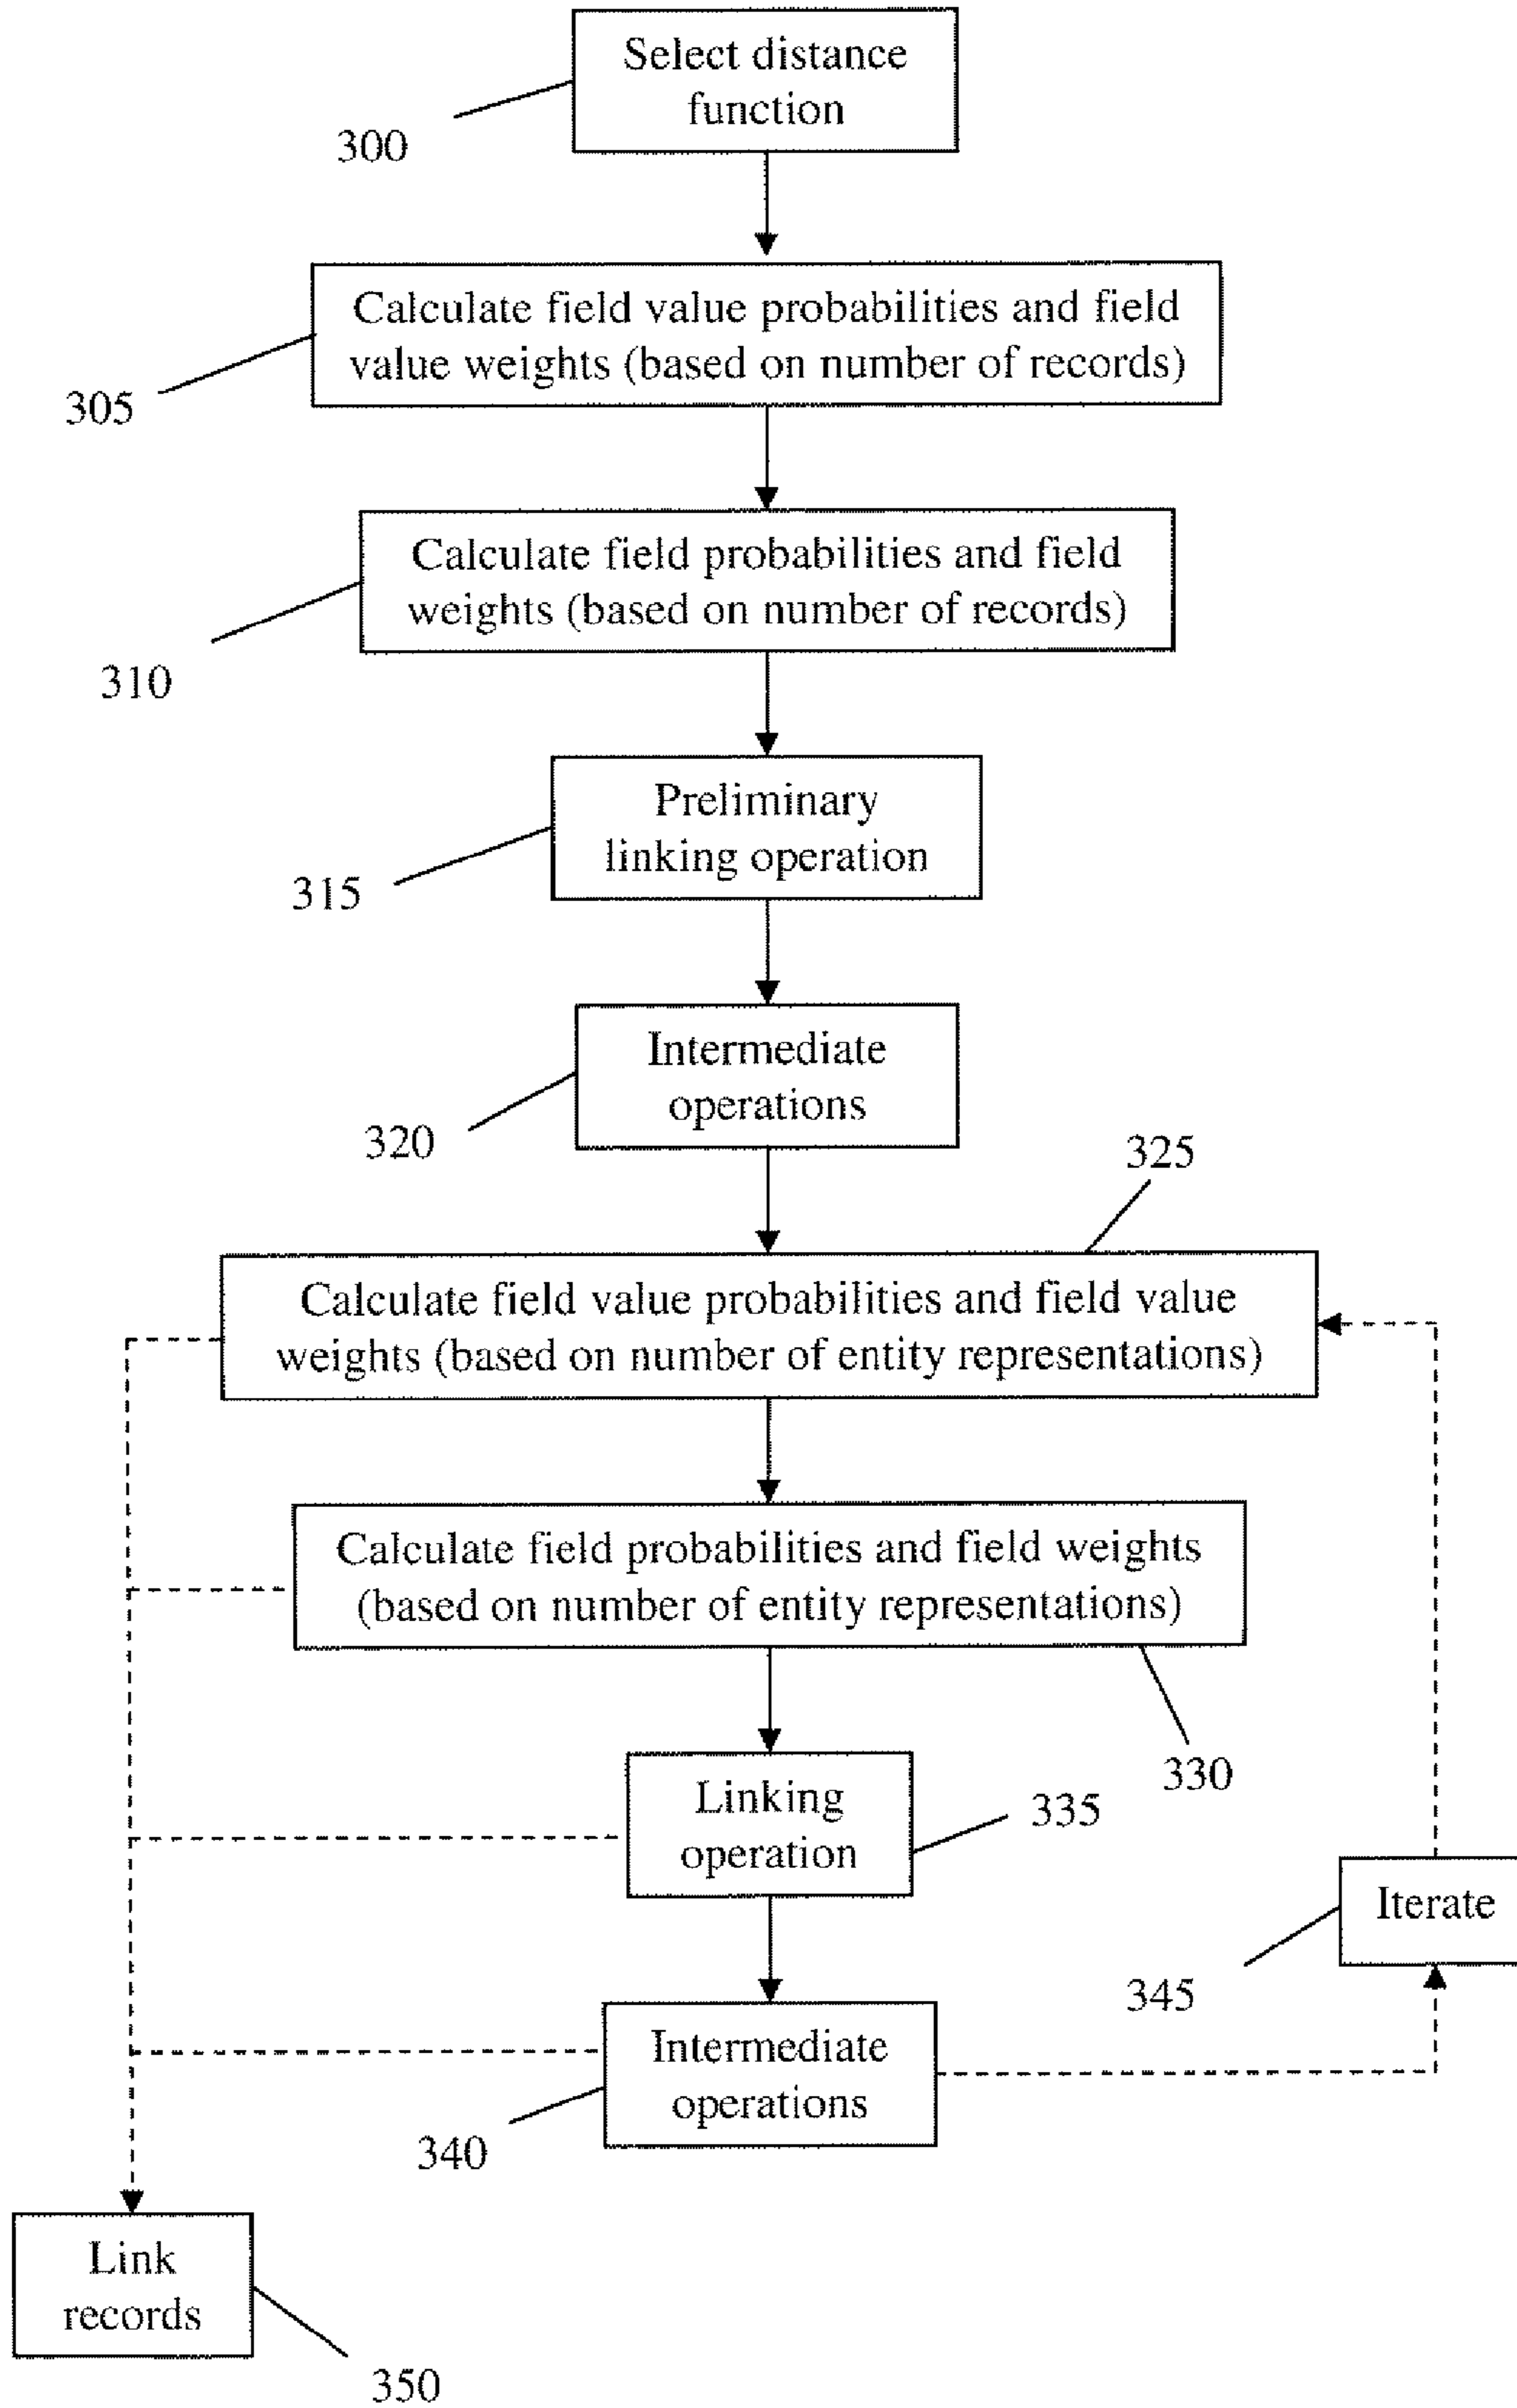 Select distance
function
300
Calculate field value probabilities and field
value weights (based on number of records)
305
Calculate field probabilities and field
weights (based on number of records)
310
Preliminary
linking operation
315
Intermediate
operations
320
325
Calculate field value probabilities and field value
weights (based on number of entity representations)
Calculate field probabilities and field weights
(based on number of entity representations)
330
Linking
operation
335
Iterate
345
Intermediate
operations
340
Link
records
350